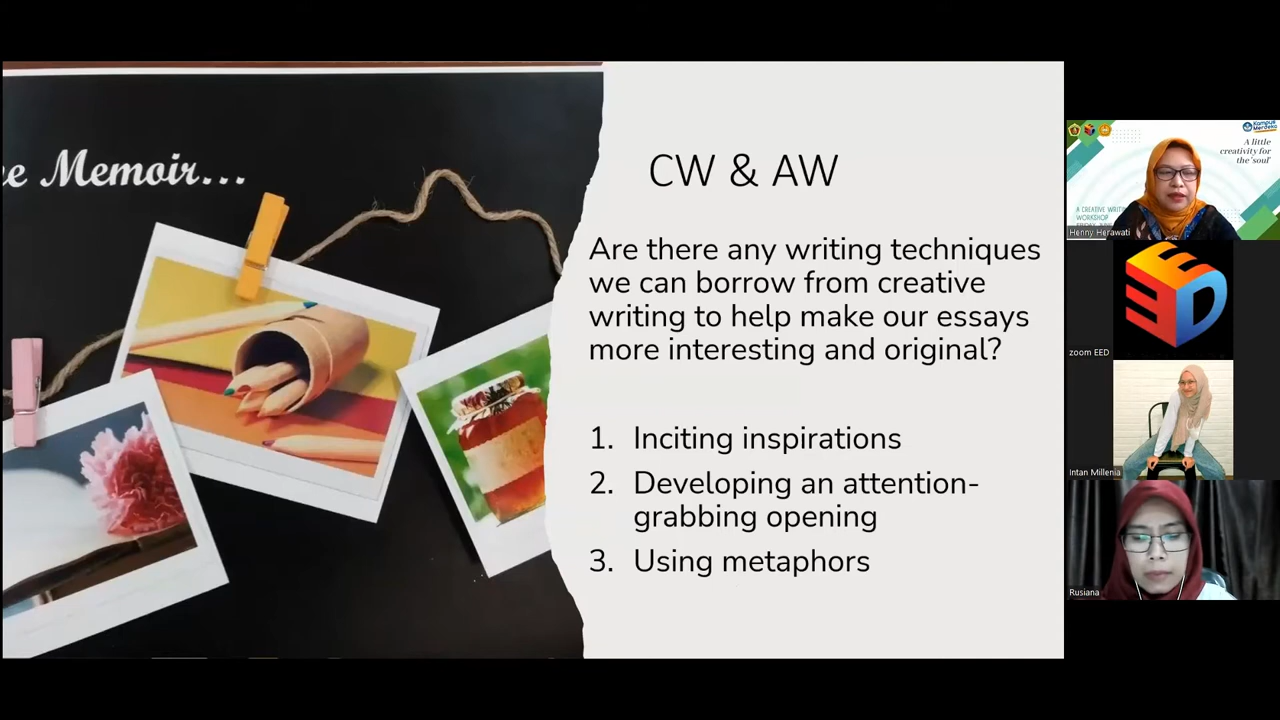 e Memoir...
CW & AW
Are there any writing techniques
we can borrow from creative
writing to help make our essays
more interesting and original?
1. Inciting inspirations
2. Developing an attention-
grabbing opening
3. Using metaphors
Kampus
Merdeka
A little
creativity for
the 'soul'
A CREATIVE WRITI
WORKSHOP
Henny Herawati
EED
zoom EED
Intan Millenia
Rusiana